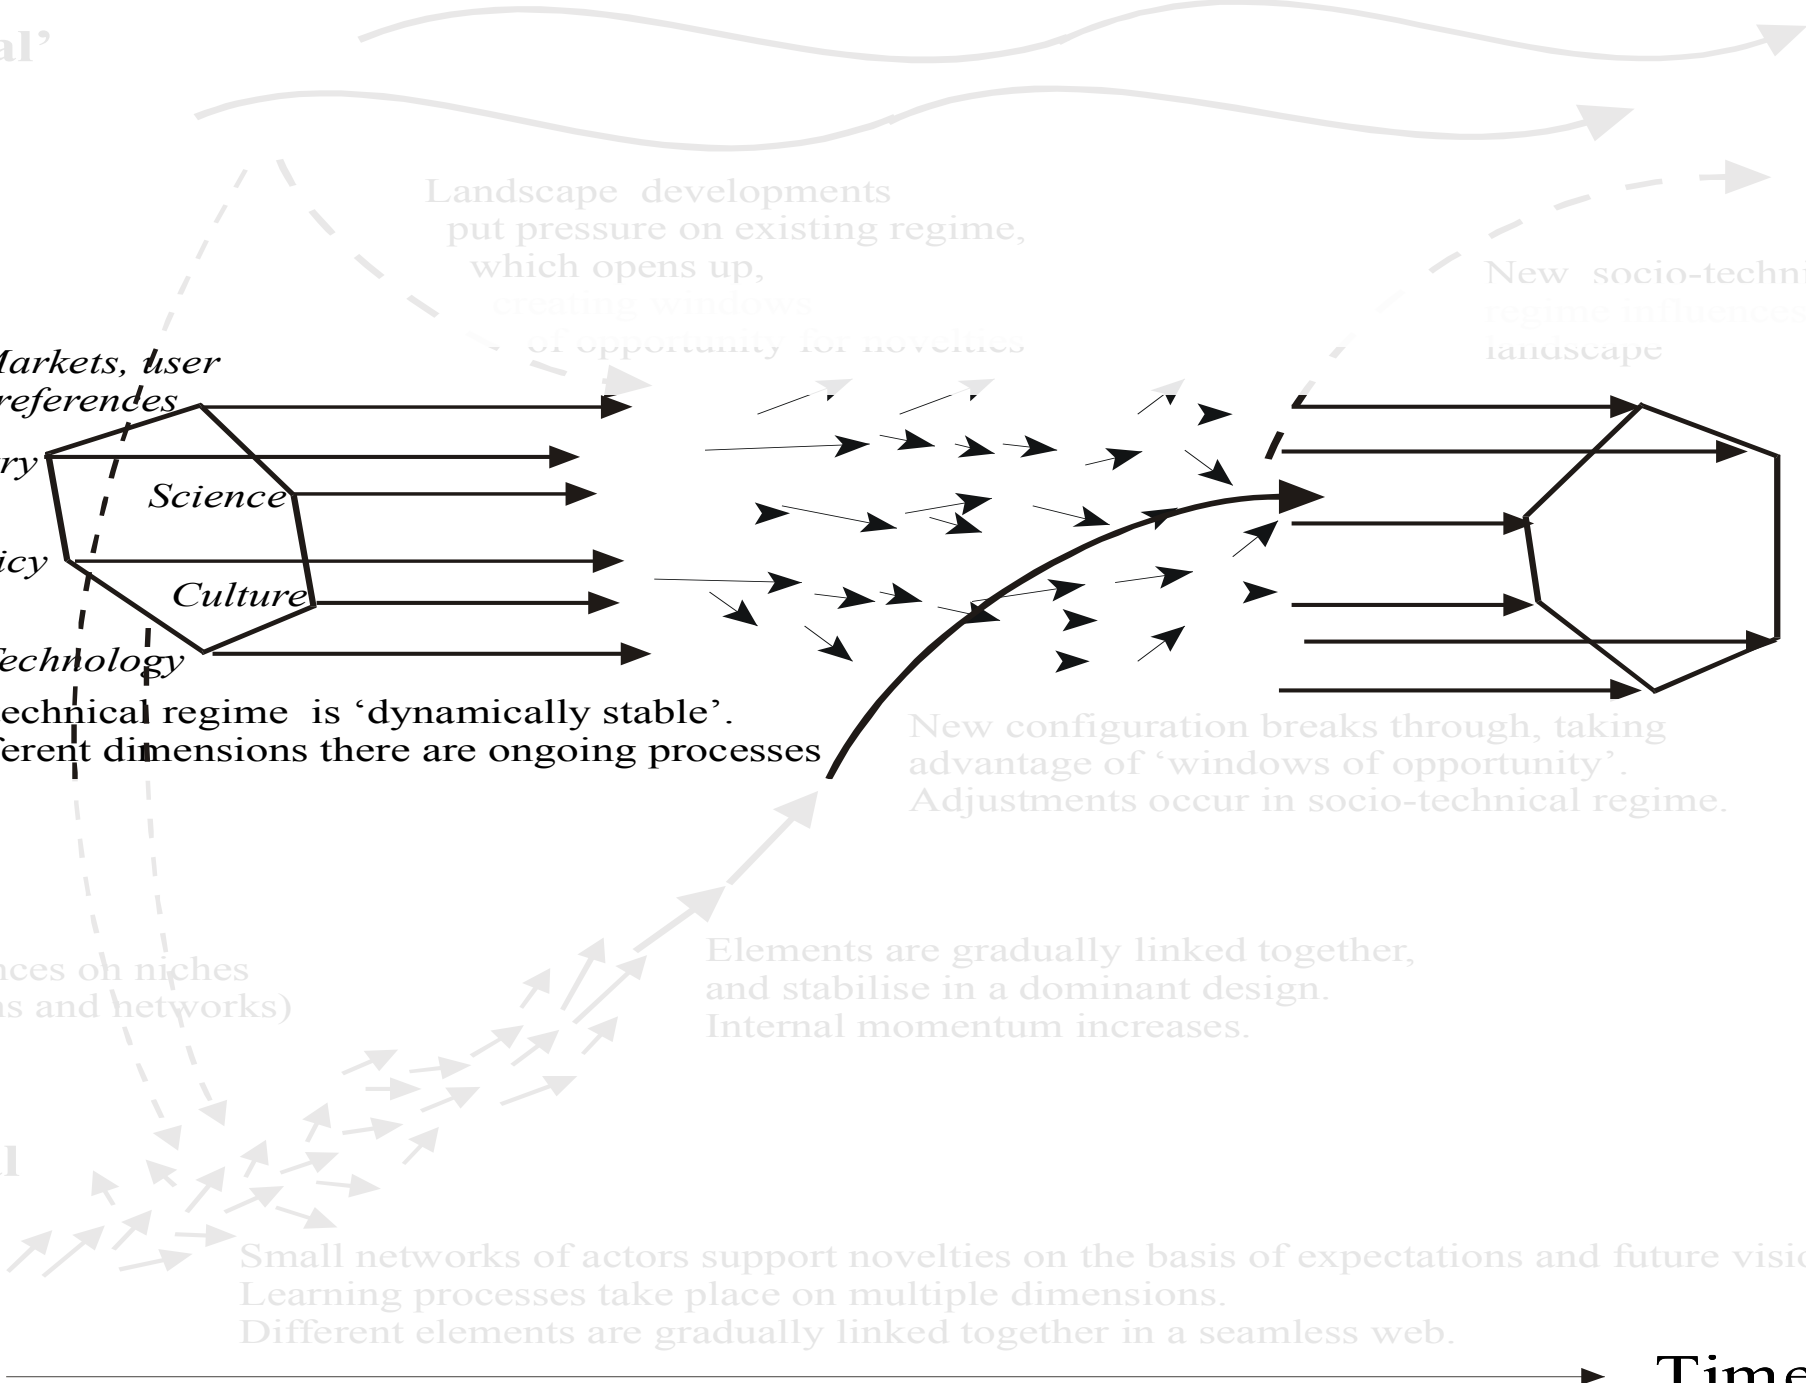 al’
Landscape developments
put pressure on existing regime,
which opens up,
creating windows
of opportunity for novelties
New socio-techni
regime influences
landscape
Markets, user
references
ry
Science
icy
Culture
Technology
echnical regime is ‘dynamically stable’.
ferent dimensions there are ongoing processes
New configuration breaks through, taking
advantage of ‘windows of opportunity’.
Adjustments occur in socio-technical regime.
Elements are gradually linked together,
and stabilise in a dominant design.
Internal momentum increases.
nces on niches
ns and networks)
al
Small networks of actors support novelties on the basis of expectations and future visio
Learning processes take place on multiple dimensions.
Different elements are gradually linked together in a seamless web.
Time